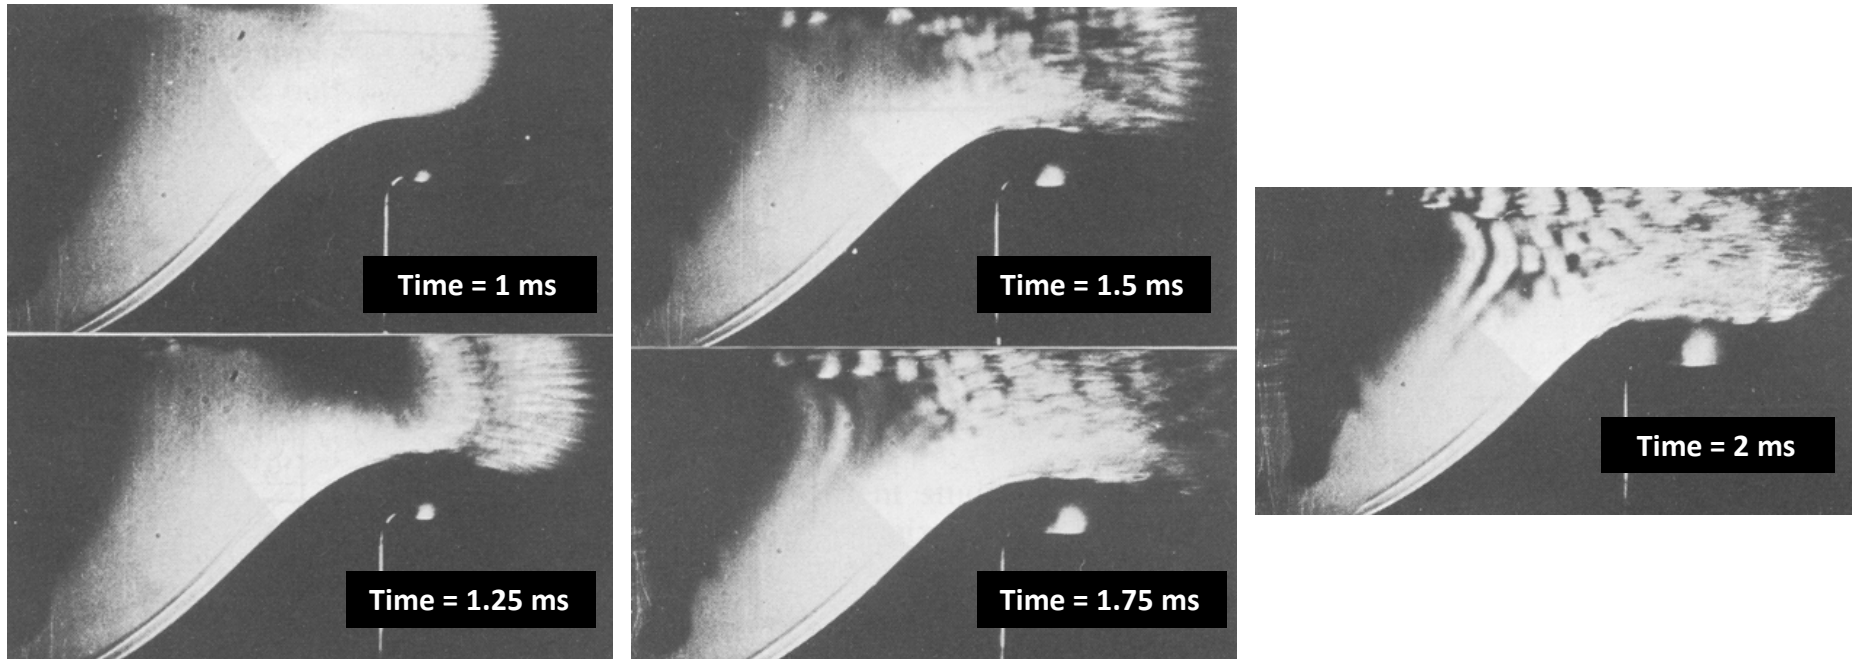 Time = 1 ms
Time = 1.25 ms
Time = 1.5 ms
Time = 1.75 ms
Time = 2 ms